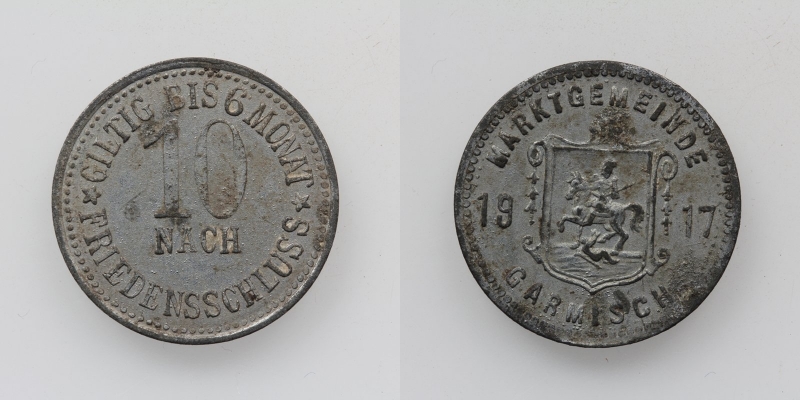 GILTIG BIS 6 MONAT
10
NACH
FRIEDENSSCHLUSS
MARKTGEMEINDE
19 17
GARMISCH